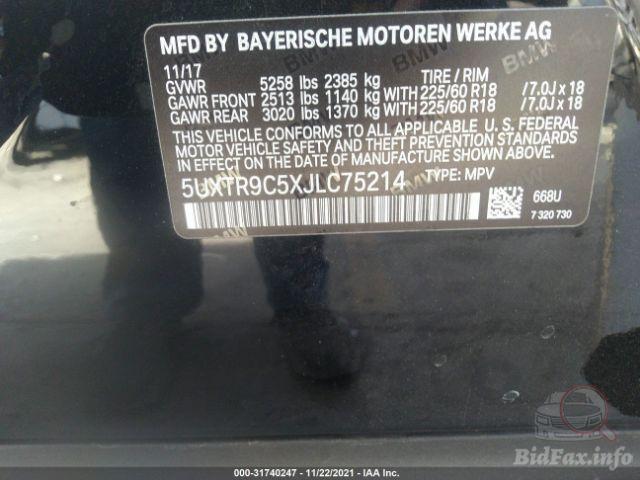 MFD BY BAYERISCHE MOTOREN WERKE AG
11/17
GVWR 5258 lbs 2385 kg TIRE / RIM
GAWR FRONT 2513 lbs 1140 kg WITH 225/60 R18 /7.0J x 18
GAWR REAR 3020 lbs 1370 kg WITH 225/60 R18 /7.0J x 18
THIS VEHICLE CONFORMS TO ALL APPLICABLE U.S. FEDERAL
MOTOR VEHICLE SAFETY AND THEFT PREVENTION STANDARDS
IN EFFECT ON THE DATE OF MANUFACTURE SHOWN ABOVE.
5UXTR9C5XJLC75214 TYPE: MPV
668U
7 320 730
BidFax.info
000-31740247 - 11/22/2021 - IAA Inc.